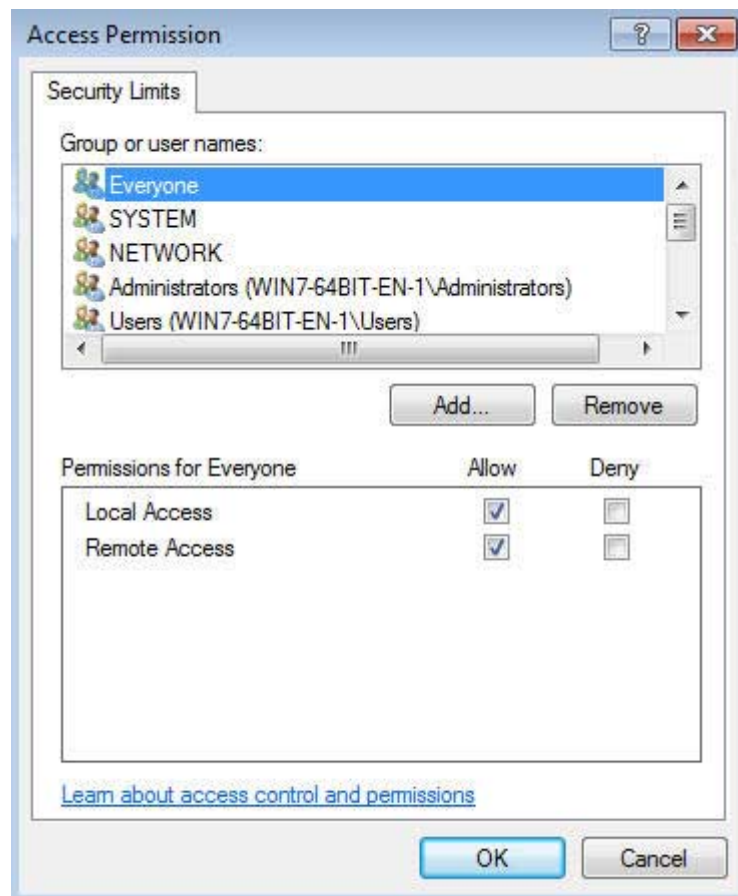 Access Permission
Security Limits
Group or user names:
Everyone
SYSTEM
NETWORK
Administrators (WIN7-64BIT-EN-1\Administrators)
Users (WIN7-64BIT-EN-1\Users)
Add... Remove
Permissions for Everyone Allow Deny
Local Access
Remote Access
Learn about access control and permissions
OK Cancel